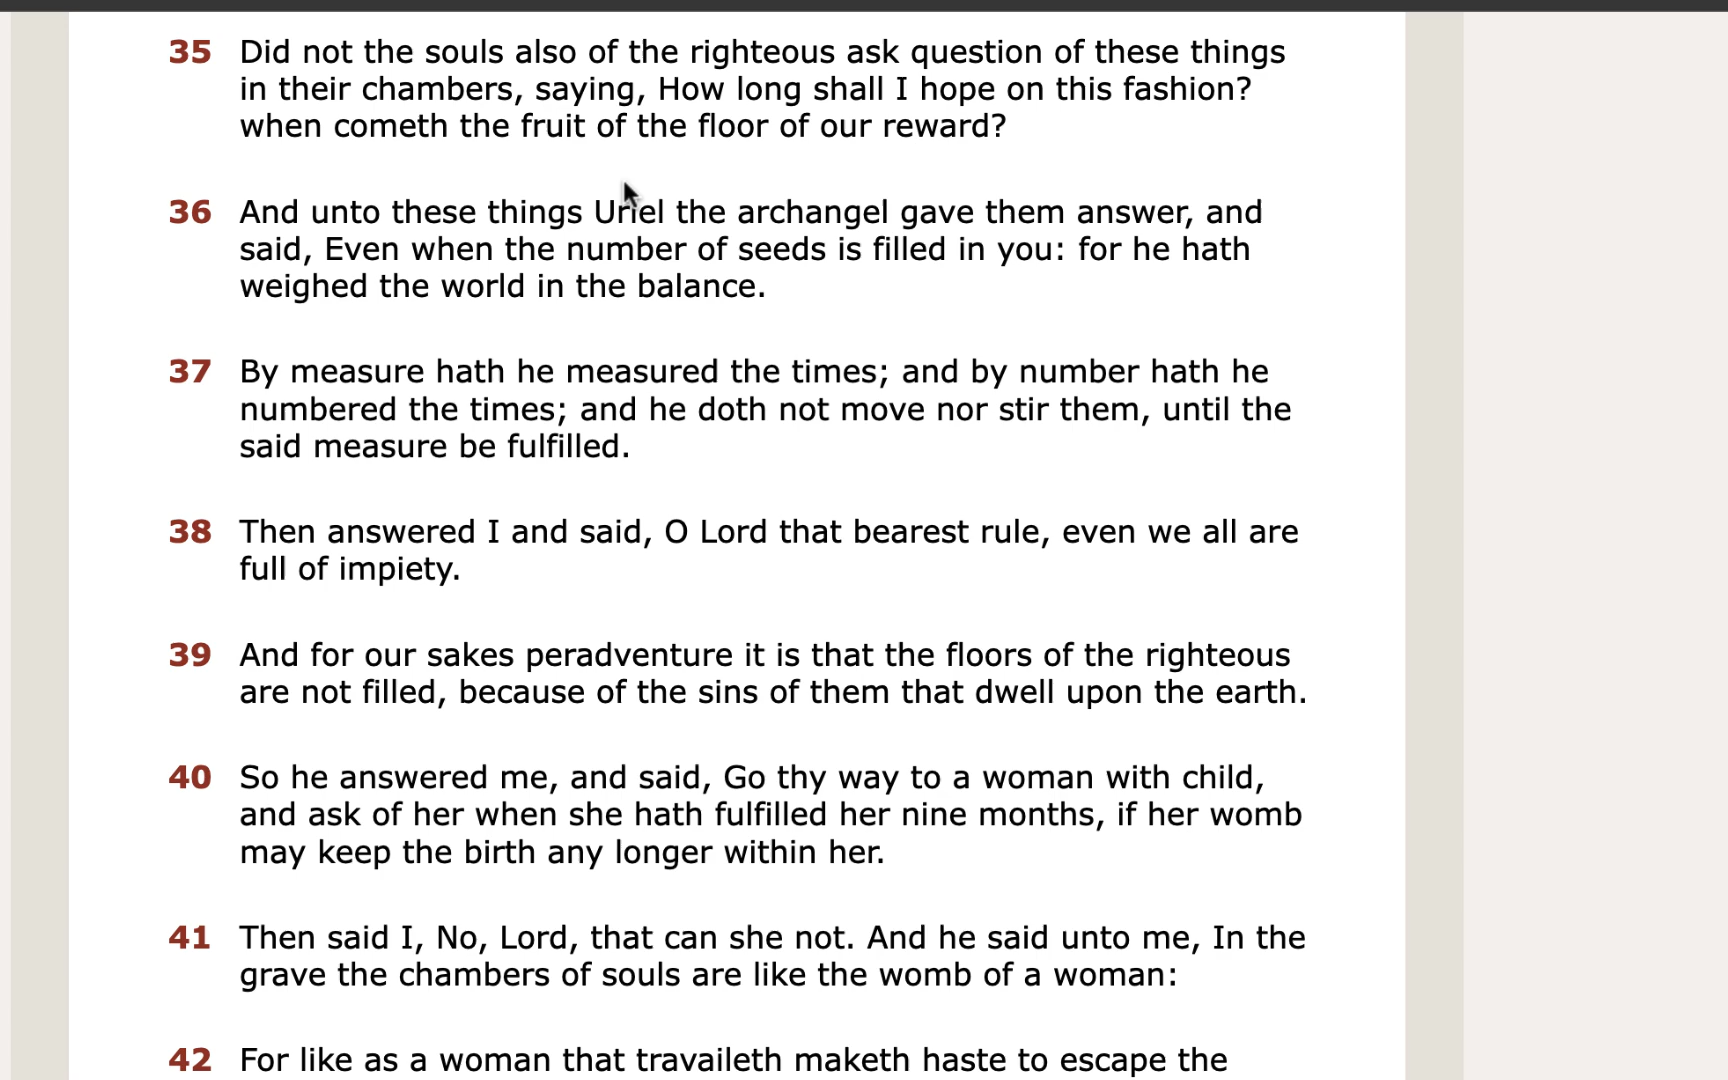 35 Did not the souls also of the righteous ask question of these things
in their chambers, saying, How long shall I hope on this fashion?
when cometh the fruit of the floor of our reward?
36 And unto these things Uriel the archangel gave them answer, and
said, Even when the number of seeds is filled in you: for he hath
weighed the world in the balance.
37 By measure hath he measured the times; and by number hath he
numbered the times; and he doth not move nor stir them, until the
said measure be fulfilled.
38 Then answered I and said, O Lord that bearest rule, even we all are
full of impiety.
39 And for our sakes peradventure it is that the floors of the righteous
are not filled, because of the sins of them that dwell upon the earth.
40 So he answered me, and said, Go thy way to a woman with child,
and ask of her when she hath fulfilled her nine months, if her womb
may keep the birth any longer within her.
41 Then said I, No, Lord, that can she not. And he said unto me, In the
grave the chambers of souls are like the womb of a woman:
42 For like as a woman that travaileth maketh haste to escape the